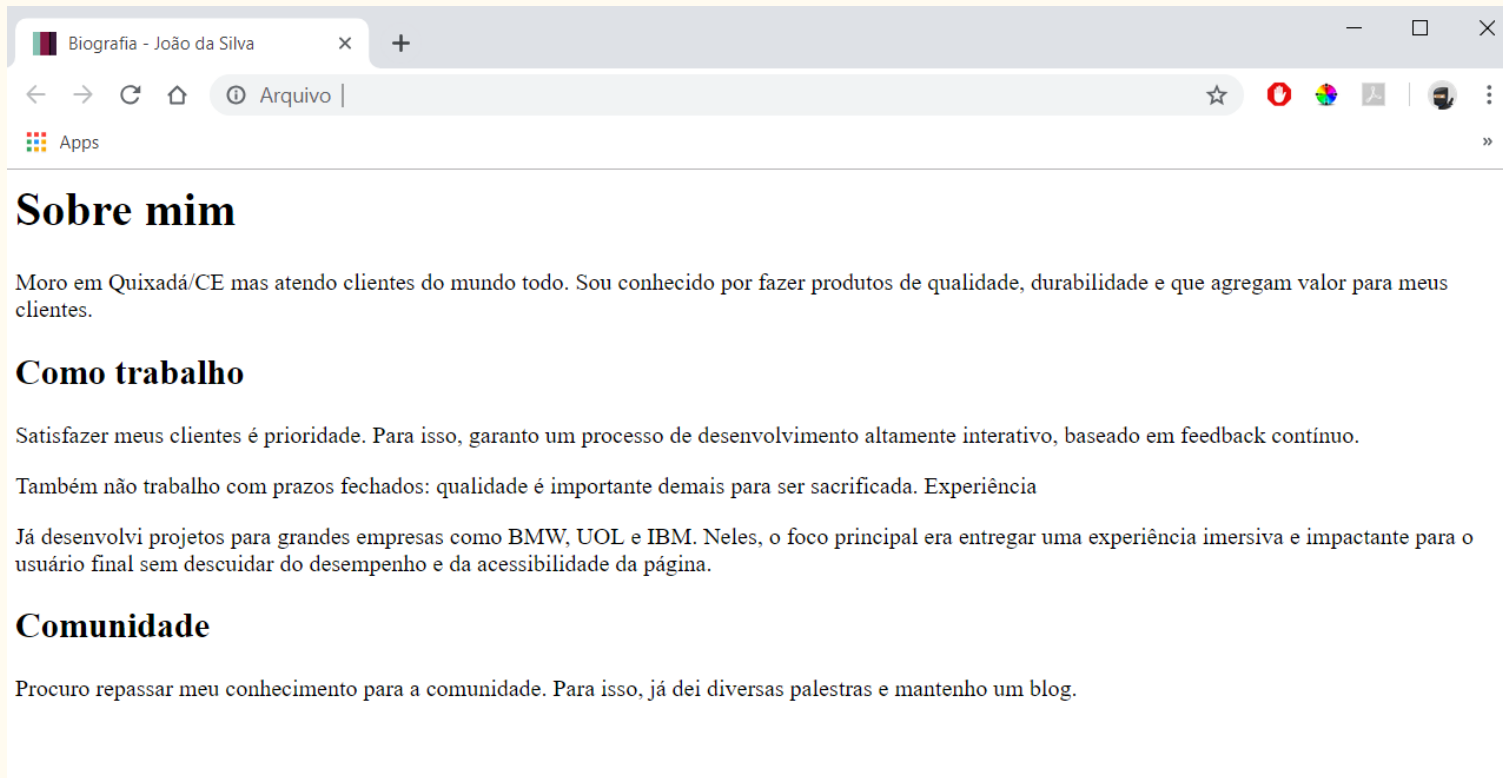 Biografia - João da Silva
Arquivo
Apps
Sobre mim
Moro em Quixadá/CE mas atendo clientes do mundo todo. Sou conhecido por fazer produtos de qualidade, durabilidade e que agregam valor para meus
clientes.
Como trabalho
Satisfazer meus clientes é prioridade. Para isso, garanto um processo de desenvolvimento altamente interativo, baseado em feedback contínuo.
Também não trabalho com prazos fechados: qualidade é importante demais para ser sacrificada. Experiência
Já desenvolvi projetos para grandes empresas como BMW, UOL e IBM. Neles, o foco principal era entregar uma experiência imersiva e impactante para o
usuário final sem descuidar do desempenho e da acessibilidade da página.
Comunidade
Procuro repassar meu conhecimento para a comunidade. Para isso, já dei diversas palestras e mantenho um blog.